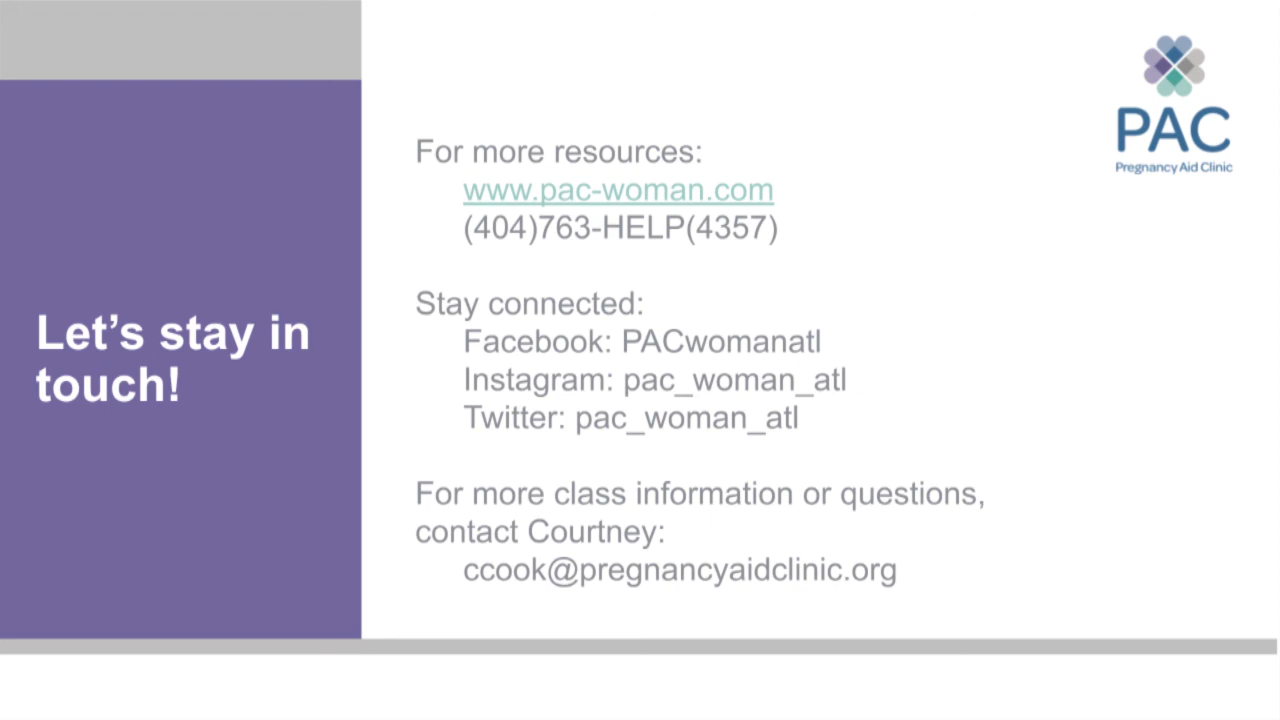 Let's stay in
touch!
PAC
Pregnancy Aid Clinic
For more resources:
www.pac-woman.com
(404)763-HELP(4357)
Stay connected:
Facebook: PACwomanatl
Instagram: pac_woman_atl
Twitter: pac_woman_atl
For more class information or questions,
contact Courtney:
ccook@pregnancyaidclinic.org